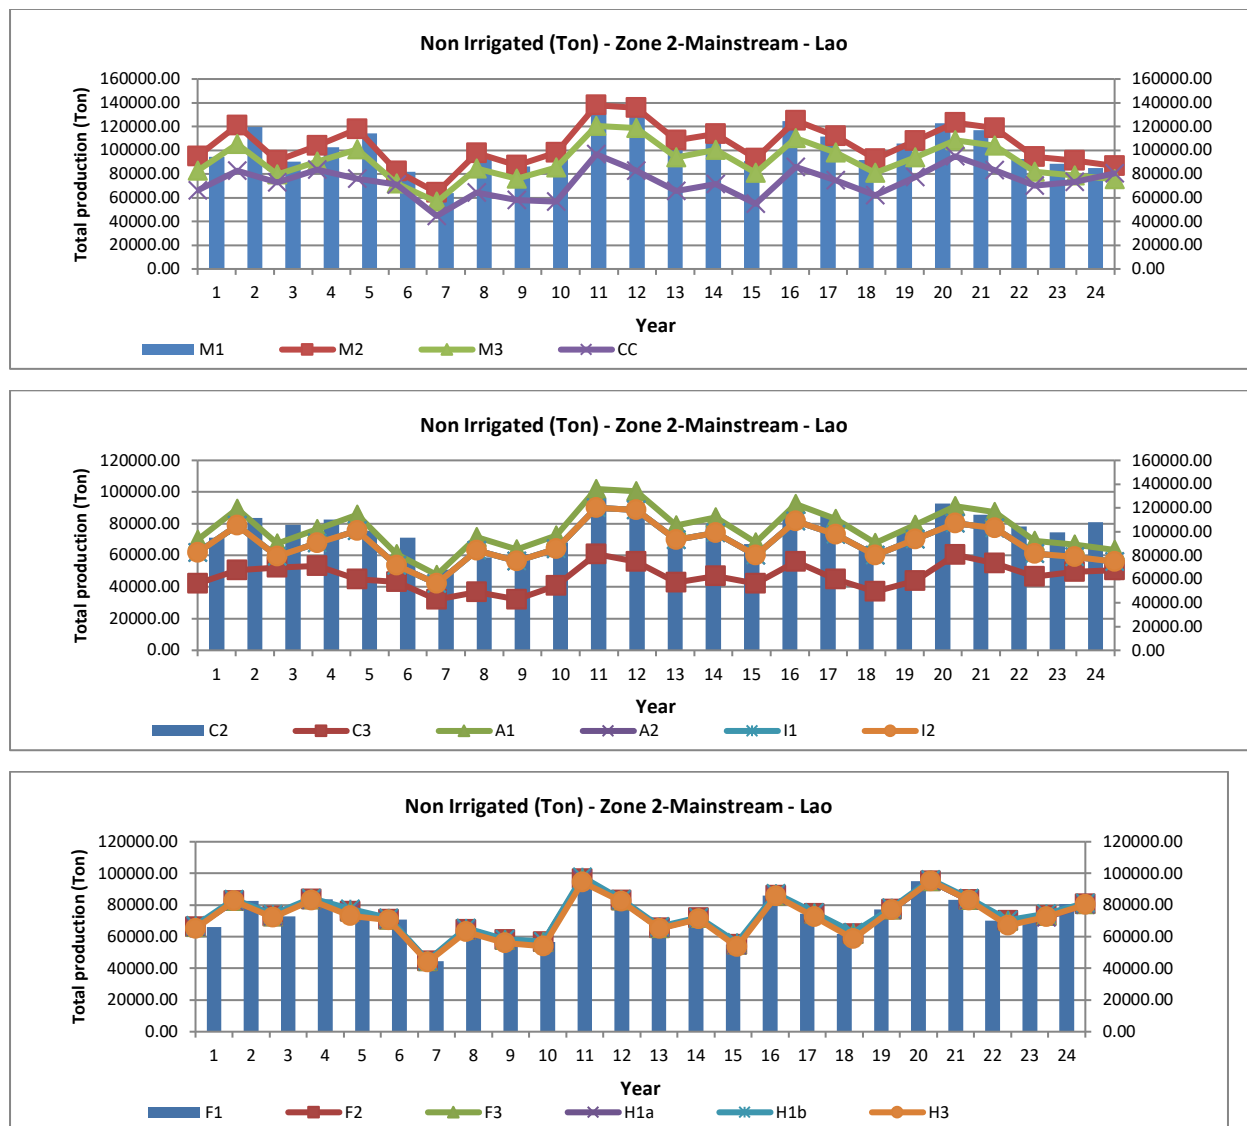 Non Irrigated (Ton) - Zone 2-Mainstream - Lao
Total production (Ton)
160000.00 160000.00
140000.00 140000.00
120000.00 120000.00
100000.00 100000.00
80000.00 80000.00
60000.00 60000.00
40000.00 40000.00
20000.00 20000.00
0.00 0.00
1 2 3 4 5 6 7 8 9 10 11 12 13 14 15 16 17 18 19 20 21 22 23 24
Year
M1 M2 M3 CC
Non Irrigated (Ton) - Zone 2-Mainstream - Lao
Total production (Ton)
120000.00 160000.00
140000.00
100000.00 120000.00
80000.00 100000.00
60000.00 80000.00
60000.00
40000.00 40000.00
20000.00 20000.00
0.00 0.00
1 2 3 4 5 6 7 8 9 10 11 12 13 14 15 16 17 18 19 20 21 22 23 24
Year
C2 C3 A1 A2 I1 I2
Non Irrigated (Ton) - Zone 2-Mainstream - Lao
Total production (Ton)
120000.00 120000.00
100000.00 100000.00
80000.00 80000.00
60000.00 60000.00
40000.00 40000.00
20000.00 20000.00
0.00 0.00
1 2 3 4 5 6 7 8 9 10 11 12 13 14 15 16 17 18 19 20 21 22 23 24
Year
F1 F2 F3 H1a H1b H3